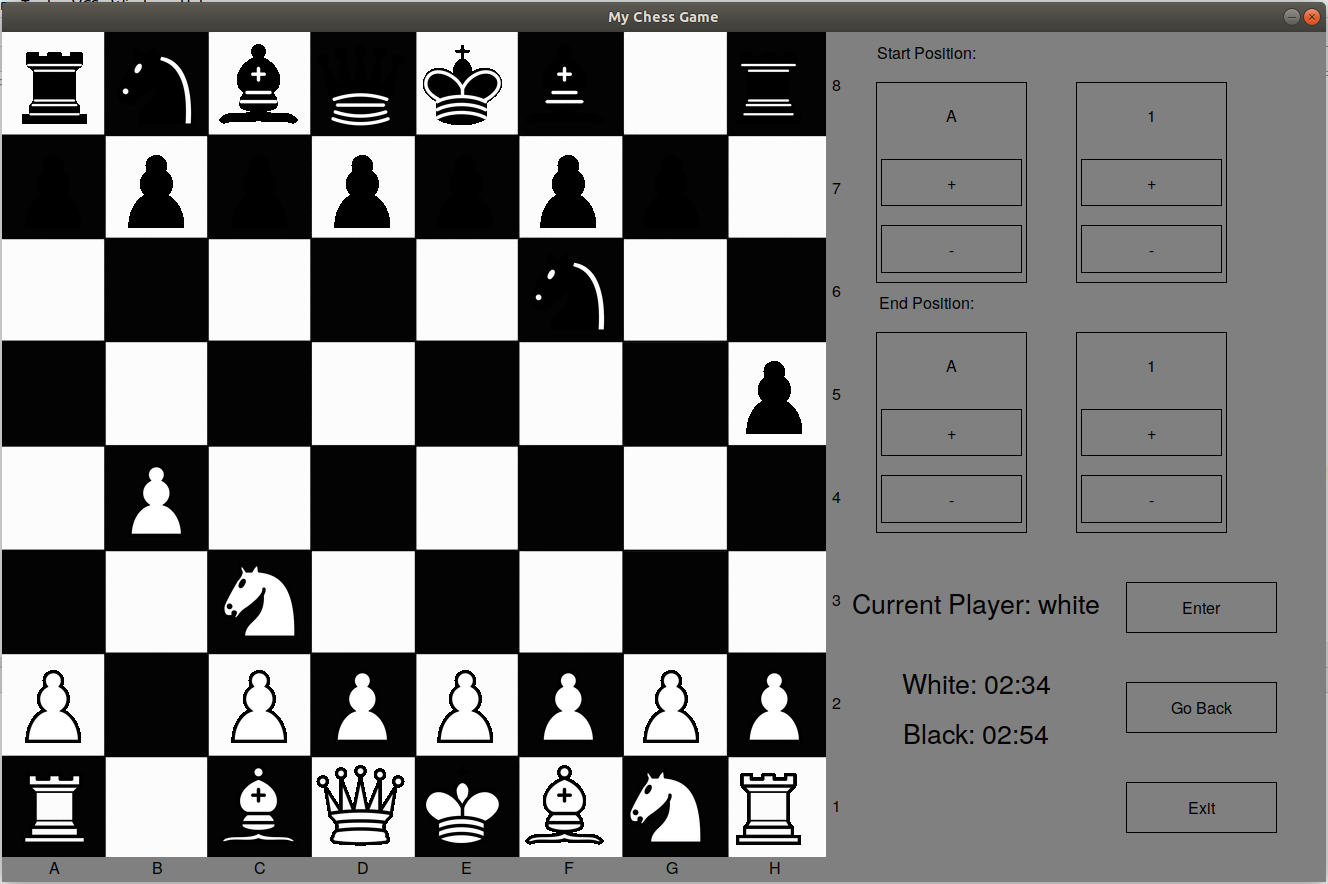 My Chess Game
Start Position:
A 1
+ +
- -
End Position:
A 1
+ +
- -
8
7
6
5
4
3
2
1
Current Player: white
Enter
White: 02:34
Go Back
Black: 02:54
Exit
A B C D E F G H